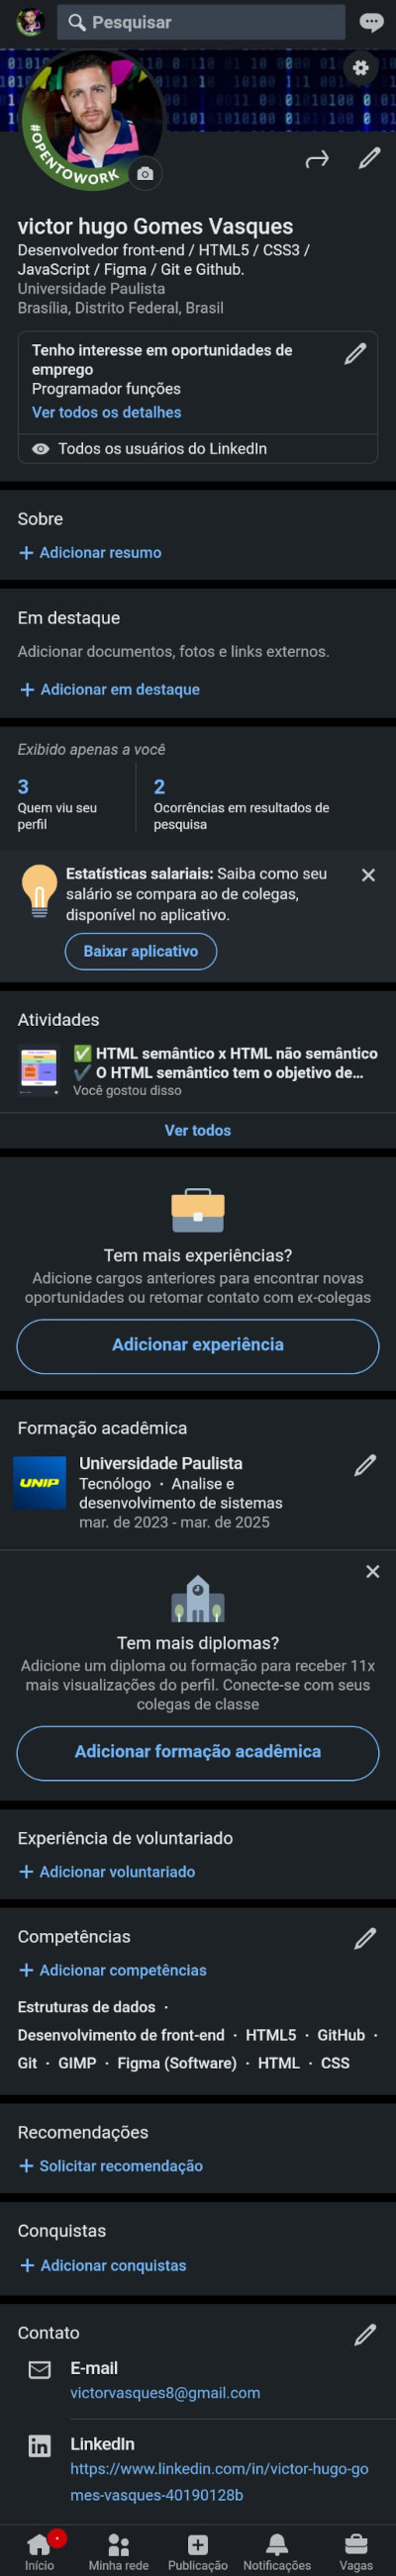 Pesquisar
#OPENTOWORK
victor hugo Gomes Vasques
Desenvolvedor front-end / HTML5 / CSS3 /
JavaScript / Figma / Git e Github.
Universidade Paulista
Brasília, Distrito Federal, Brasil
Tenho interesse em oportunidades de
emprego
Programador funções
Ver todos os detalhes
Todos os usuários do LinkedIn
Sobre
+ Adicionar resumo
Em destaque
Adicionar documentos, fotos e links externos.
+ Adicionar em destaque
Exibido apenas a você
3
Quem viu seu
perfil
2
Ocorrências em resultados de
pesquisa
Estatísticas salariais: Saiba como seu
salário se compara ao de colegas,
disponível no aplicativo.
Baixar aplicativo
Atividades
✅ HTML semântico x HTML não semântico
✔️ O HTML semântico tem o objetivo de...
Você gostou disso
Ver todos
Tem mais experiências?
Adicione cargos anteriores para encontrar novas
oportunidades ou retomar contato com ex-colegas
Adicionar experiência
Formação acadêmica
UNIP
Universidade Paulista
Tecnólogo · Analise e
desenvolvimento de sistemas
mar. de 2023 - mar. de 2025
Tem mais diplomas?
Adicione um diploma ou formação para receber 11x
mais visualizações do perfil. Conecte-se com seus
colegas de classe
Adicionar formação acadêmica
Experiência de voluntariado
+ Adicionar voluntariado
Competências
+ Adicionar competências
Estruturas de dados ·
Desenvolvimento de front-end · HTML5 · GitHub ·
Git · GIMP · Figma (Software) · HTML · CSS
Recomendações
+ Solicitar recomendação
Conquistas
+ Adicionar conquistas
Contato
E-mail
victorvasques8@gmail.com
in
LinkedIn
https://www.linkedin.com/in/victor-hugo-go
mes-vasques-40190128b
Início
Minha rede
Publicação
Notificações
Vagas